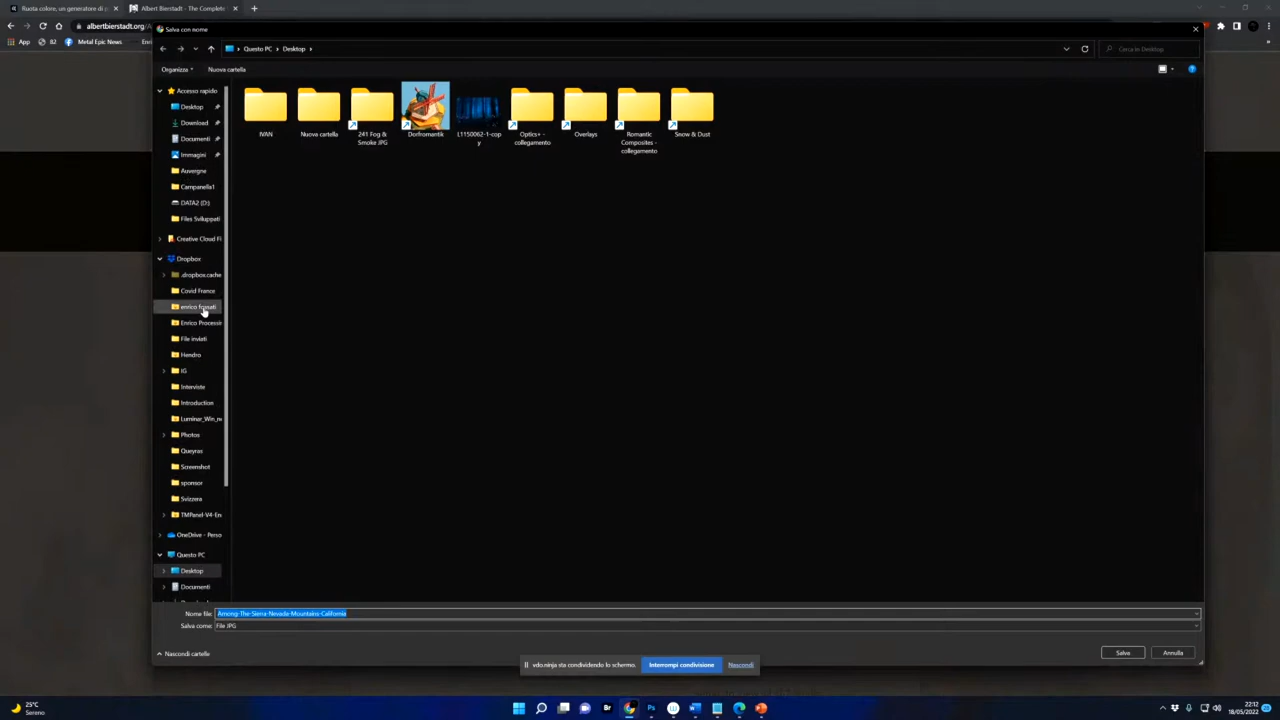 Ruota colore, un generatore di p
Albert Bierstadt - The Complete
albertbierstadt.org/A
App
82
Metal Epic News
Salva con nome
Questo PC
Desktop
Cerca in Desktop
Organizza
Nuova cartella
Accesso rapido
Desktop
Download
Documenti
Immagini
Auvergne
Campanella1
DATA2 (D:)
Files Sviluppati
Creative Cloud Fi
Dropbox
.dropbox.cache
Covid France
Enrico Processin
File inviati
Hendro
IG
Interviste
Introduction
Luminar_Win_n
Photos
Queyras
Screenshot
sponsor
Svizzera
TMPanel-V4-En
OneDrive - Perso
Questo PC
Desktop
Documenti
IVAN
Nuova cartella
241 Fog &
Smoke JPG
Dorfromantik
L1150062-1-cop
y
Optics+ -
collegamento
Overlays
Romantic
Composites -
collegamento
Snow & Dust
Nome file:
Among-The-Sierra-Nevada-Mountains-California
Salva come:
File JPG
Nascondi cartelle
Salva
Annulla
vdo.ninja sta condividendo lo schermo.
Interrompi condivisione
Nascondi
25°C
Sereno
22:12
18/05/2022